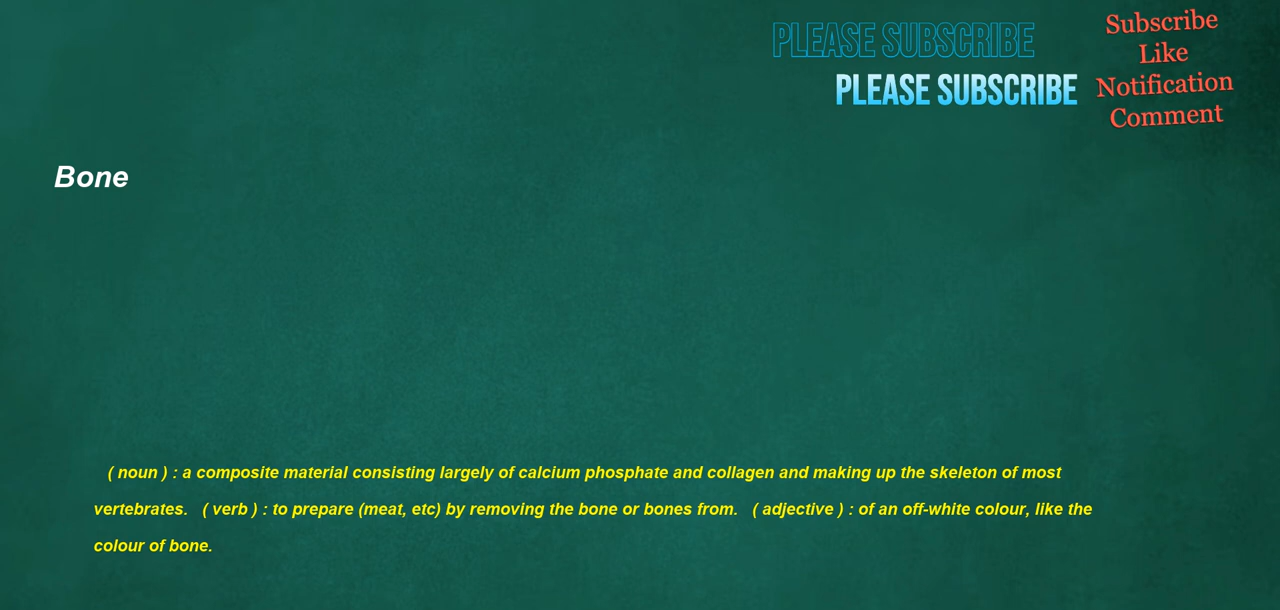 PLEASE SUBSCRIBE
PLEASE SUBSCRIBE
Subscribe
Like
Notification
Comment
Bone
( noun ) : a composite material consisting largely of calcium phosphate and collagen and making up the skeleton of most
vertebrates.   ( verb ) : to prepare (meat, etc) by removing the bone or bones from.   ( adjective ) : of an off-white colour, like the
colour of bone.